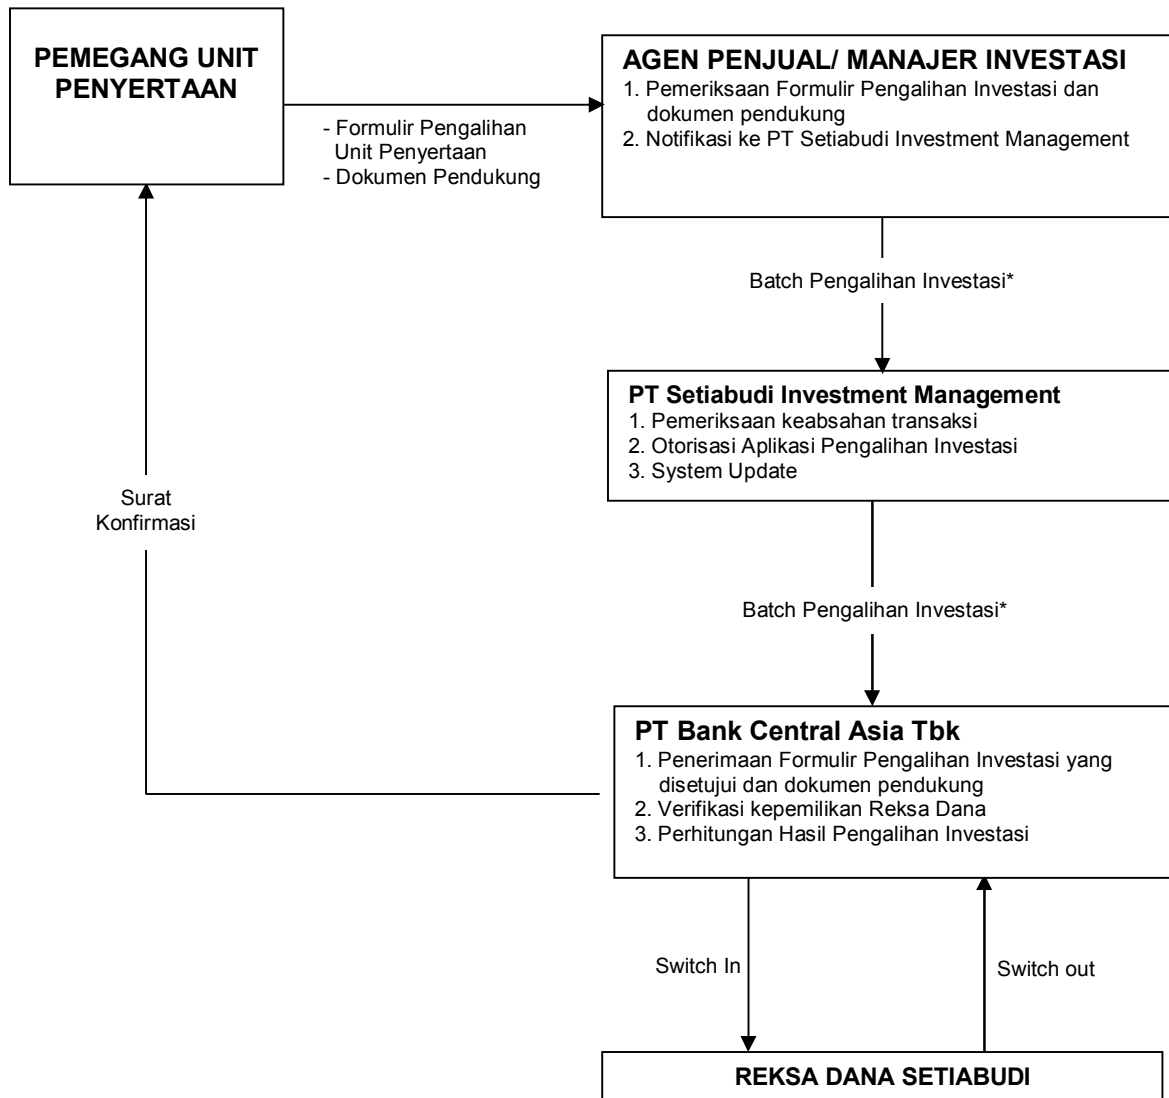 PEMEGANG UNIT
PENYERTAAN
- Formulir Pengalihan
Unit Penyertaan
- Dokumen Pendukung
AGEN PENJUAL/ MANAJER INVESTASI
1. Pemeriksaan Formulir Pengalihan Investasi dan
dokumen pendukung
2. Notifikasi ke PT Setiabudi Investment Management
Batch Pengalihan Investasi*
PT Setiabudi Investment Management
1. Pemeriksaan keabsahan transaksi
2. Otorisasi Aplikasi Pengalihan Investasi
3. System Update
Surat
Konfirmasi
Batch Pengalihan Investasi*
PT Bank Central Asia Tbk
1. Penerimaan Formulir Pengalihan Investasi yang
disetujui dan dokumen pendukung
2. Verifikasi kepemilikan Reksa Dana
3. Perhitungan Hasil Pengalihan Investasi
Switch In
Switch out
REKSA DANA SETIABUDI